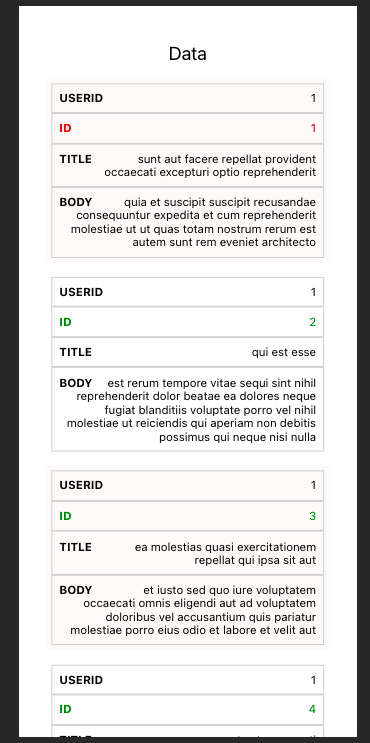 Data
USERID 1
ID 1
TITLE sunt aut facere repellat provident
occaecati excepturi optio reprehenderit
BODY quia et suscipit suscipit recusandae
consequuntur expedita et cum reprehenderit
molestiae ut ut quas totam nostrum rerum est
autem sunt rem eveniet architecto
USERID 1
ID 2
TITLE qui est esse
BODY est rerum tempore vitae sequi sint nihil
reprehenderit dolor beatae ea dolores neque
fugiat blanditiis voluptate porro vel nihil
molestiae ut reiciendis qui aperiam non debitis
possimus qui neque nisi nulla
USERID 1
ID 3
TITLE ea molestias quasi exercitationem
repellat qui ipsa sit aut
BODY et iusto sed quo iure voluptatem
occaecati omnis eligendi aut ad voluptatem
doloribus vel accusantium quis pariatur
molestiae porro eius odio et labore et velit aut
USERID 1
ID 4
TITLE